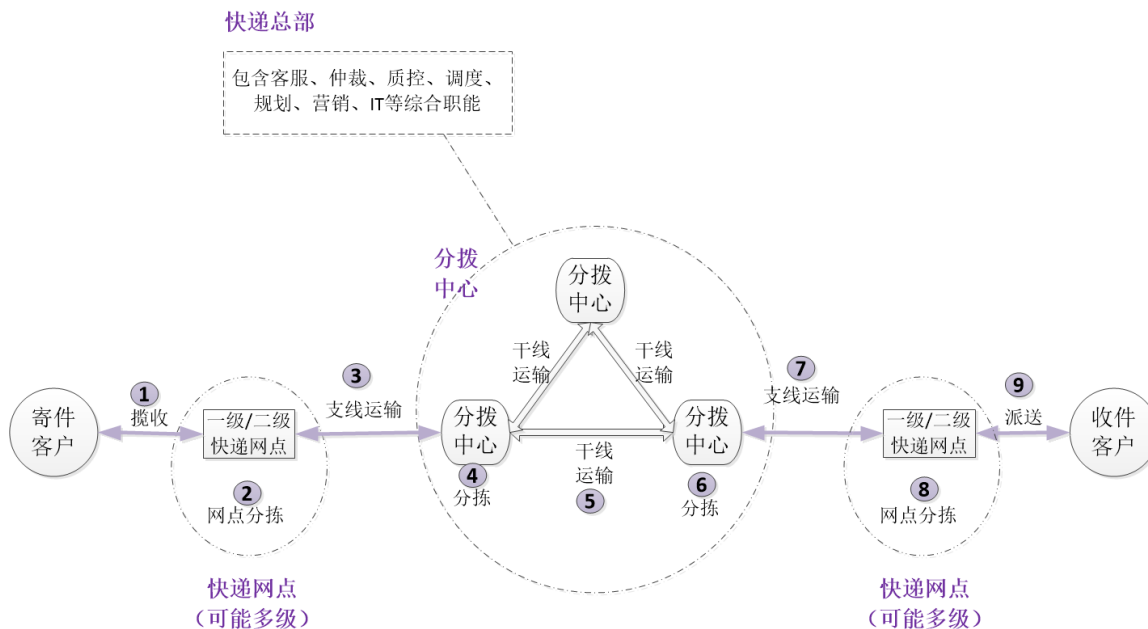 快递总部
包含客服、仲裁、质控、调度、
规划、营销、IT等综合职能
分拨
中心
分拨
中心
干线
运输
干线
运输
1
揽收
寄件
客户
一级/二级
快递网点
2
网点分拣
快递网点
（可能多级）
3
支线运输
分拨
中心
4
分拣
干线
运输
5
分拨
中心
6
分拣
7
支线运输
一级/二级
快递网点
8
网点分拣
快递网点
（可能多级）
9
派送
收件
客户